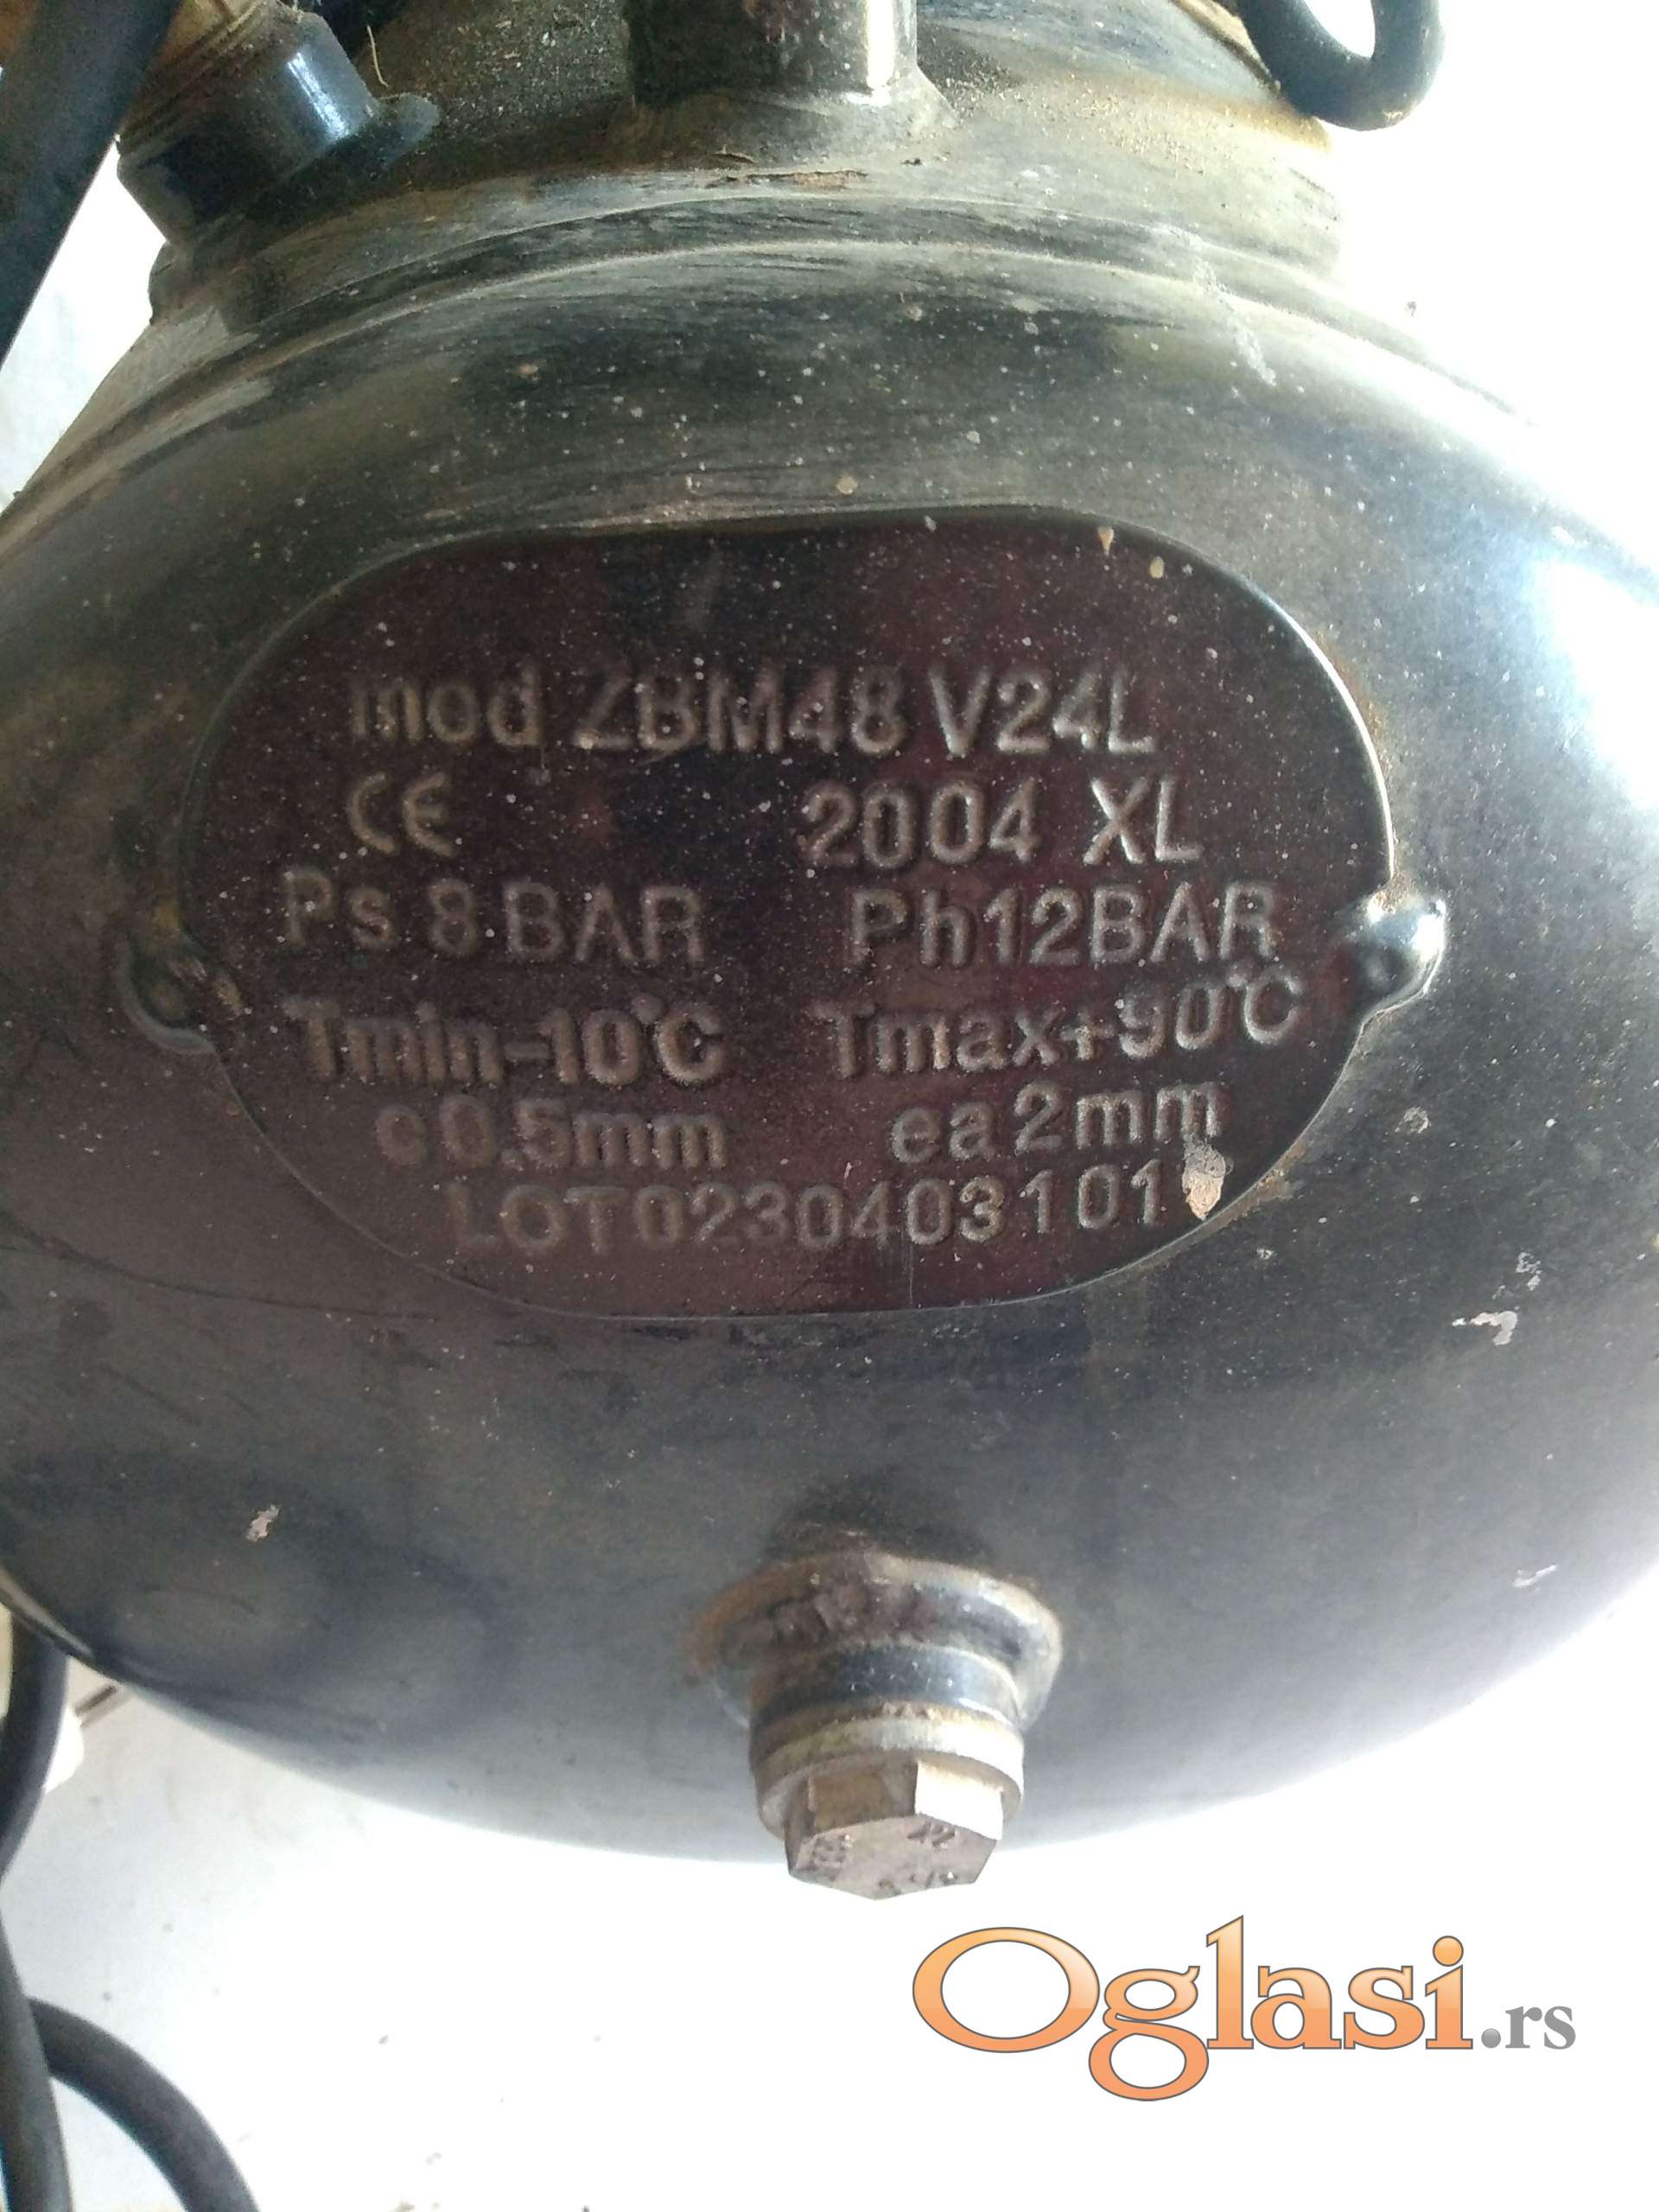 mod ZBM48 V24L
CE 2004 XL
Ps 8 BAR Ph12BAR
Tmin-10°C Tmax+90°C
c0.5mm ea2mm
LOT0230403101
Oglasi.rs